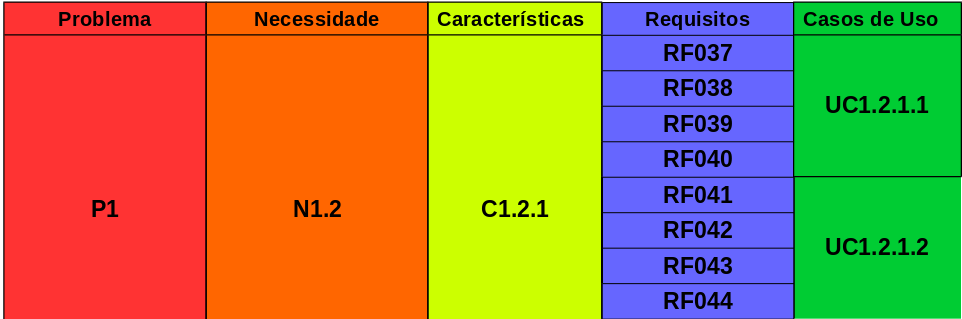 Problema Necessidade Características Requisitos Casos de Uso
RF037
RF038
UC1.2.1.1
RF039
RF040
RF041
P1 N1.2 C1.2.1
RF042
UC1.2.1.2
RF043
RF044